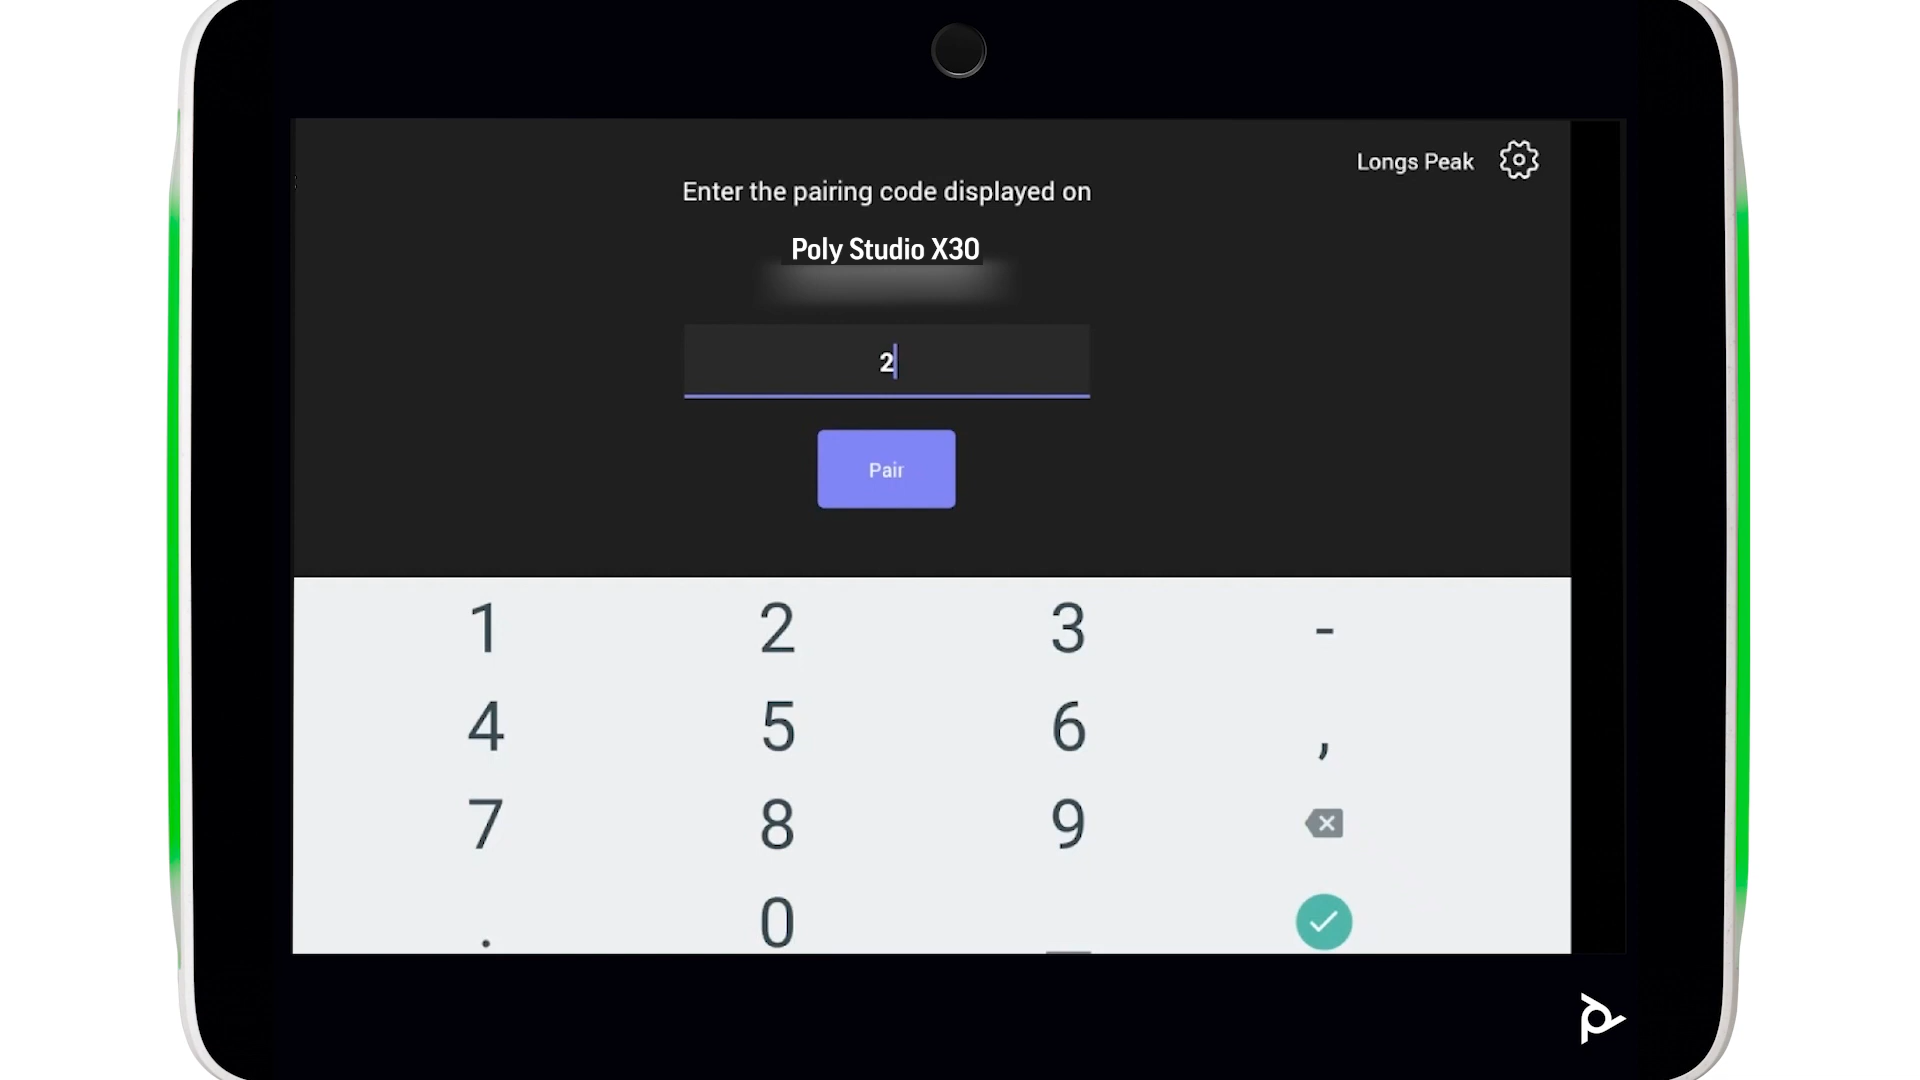 Longs Peak
Enter the pairing code displayed on
Poly Studio X30
2
Pair
1 2 3 -
4 5 6 ,
7 8 9
. 0 _